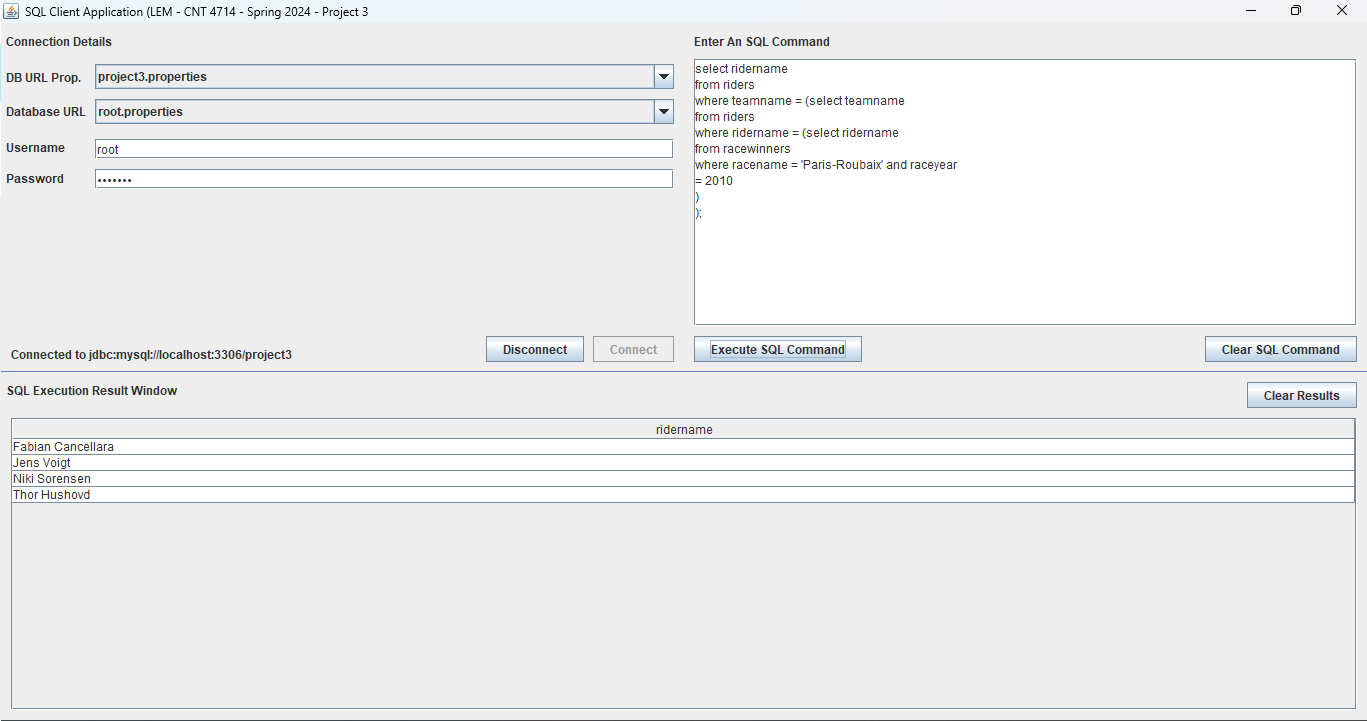 SQL Client Application (LEM - CNT 4714 - Spring 2024 - Project 3
Connection Details
DB URL Prop. project3.properties
Database URL root.properties
Username root
Password •••••••
Connected to jdbc:mysql://localhost:3306/project3
Disconnect
Connect
Enter An SQL Command
select ridername
from riders
where teamname = (select teamname
from riders
where ridername = (select ridername
from racewinners
where racename = 'Paris-Roubaix' and raceyear
= 2010
)
);
Execute SQL Command
Clear SQL Command
SQL Execution Result Window
Clear Results
ridername
Fabian Cancellara
Jens Voigt
Niki Sorensen
Thor Hushovd